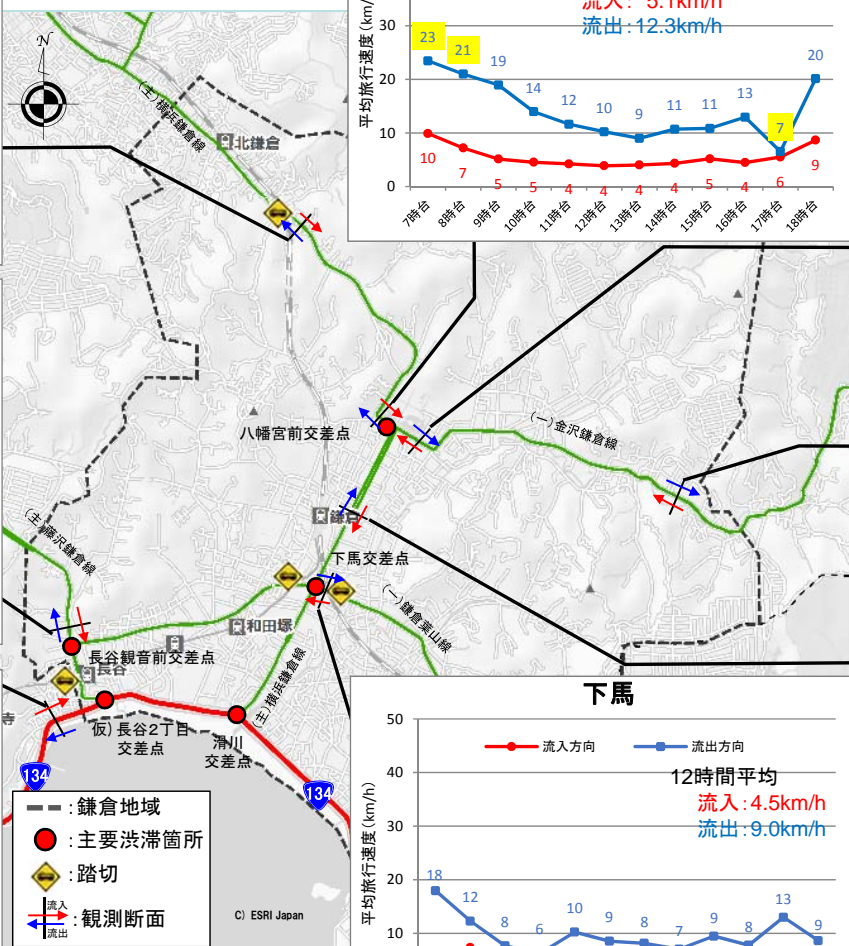 流入: 5.1km/h
流出:12.3km/h
平均旅行速度(km/
30
20
10
0
23
21
19
14
12
10
9
11
11
13
7
20
10
7
5
5
4
4
4
4
5
4
6
9
7時台
8時台
9時台
10時台
11時台
12時台
13時台
14時台
15時台
16時台
17時台
18時台
N
(主)横浜鎌倉線
北鎌倉
八幡宮前交差点
(一)金沢鎌倉線
鎌倉
下馬交差点
(主)藤沢鎌倉線
(一)鎌倉葉山線
和田塚
長谷観音前交差点
長谷
(主)横浜鎌倉線
寺
仮)長谷2丁目
交差点
滑川
交差点
134
134
:鎌倉地域
:主要渋滞箇所
:踏切
流入
:観測断面
流出
C) ESRI Japan
下馬
流入方向
流出方向
12時間平均
流入:4.5km/h
流出:9.0km/h
平均旅行速度(km/h)
50
40
30
20
10
18
12
8
6
10
9
8
7
9
8
13
9